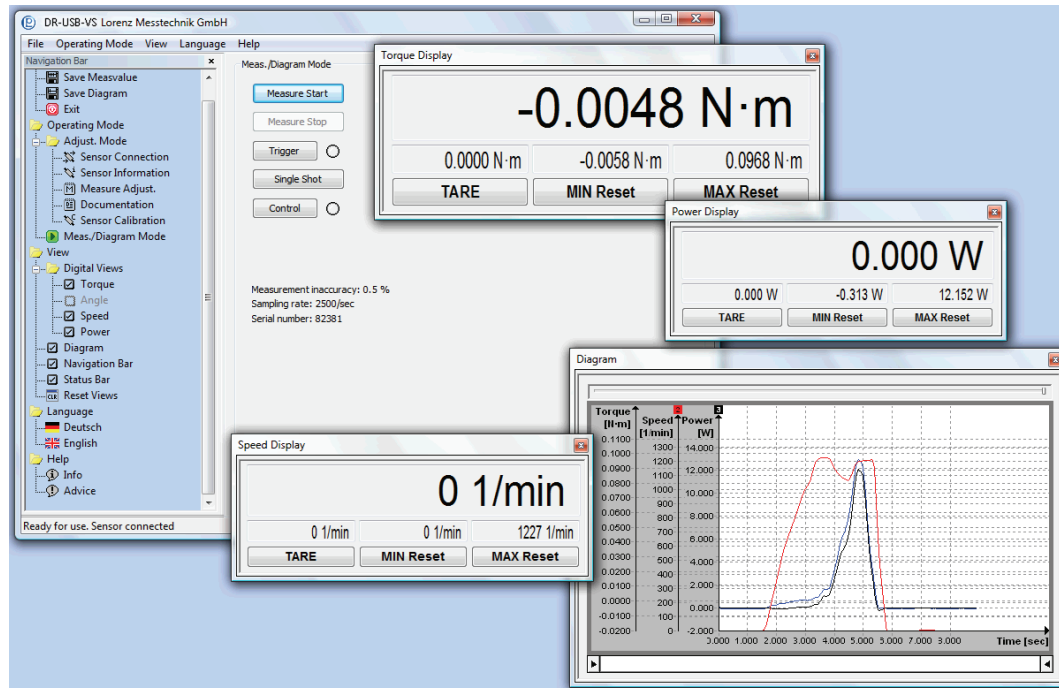 DR-USB-VS Lorenz Messtechnik GmbH
File Operating Mode View Language Help
Navigation Bar
Save Measvalue
Save Diagram
Exit
Operating Mode
Adjust. Mode
Sensor Connection
Sensor Information
Measure Adjust.
Documentation
Sensor Calibration
Meas./Diagram Mode
View
Digital Views
Torque
Angle
Speed
Power
Diagram
Navigation Bar
Status Bar
CLR Reset Views
Language
Deutsch
English
Help
Info
Advice
Ready for use. Sensor connected
Meas./Diagram Mode
Measure Start
Measure Stop
Trigger
Single Shot
Control
Measurement inaccuracy: 0.5 %
Sampling rate: 2500/sec
Serial number: 82381
Torque Display
-0.0048 N·m
0.0000 N·m -0.0058 N·m 0.0968 N·m
TARE MIN Reset MAX Reset
Power Display
0.000 W
0.000 W -0.313 W 12.152 W
TARE MIN Reset MAX Reset
Speed Display
0 1/min
0 1/min 0 1/min 1227 1/min
TARE MIN Reset MAX Reset
Diagram
3
Torque Speed Power
[N·m] [1/min] [W]
0.1100 1300 14.000
0.1000 1200
0.0900 1100 12.000
0.0800 1000
0.0700 900 10.000
0.0600 800
0.0500 700 6.000
0.0400 600
0.0300 500 4.000
0.0200 400
0.0100 300 2.000
0.0000 200 0.000
-0.0100 100
-0.0200 0 -2.000
0.000 1.000 2.000 3.000 4.000 5.000 6.000 7.000 3.000 Time [sec]